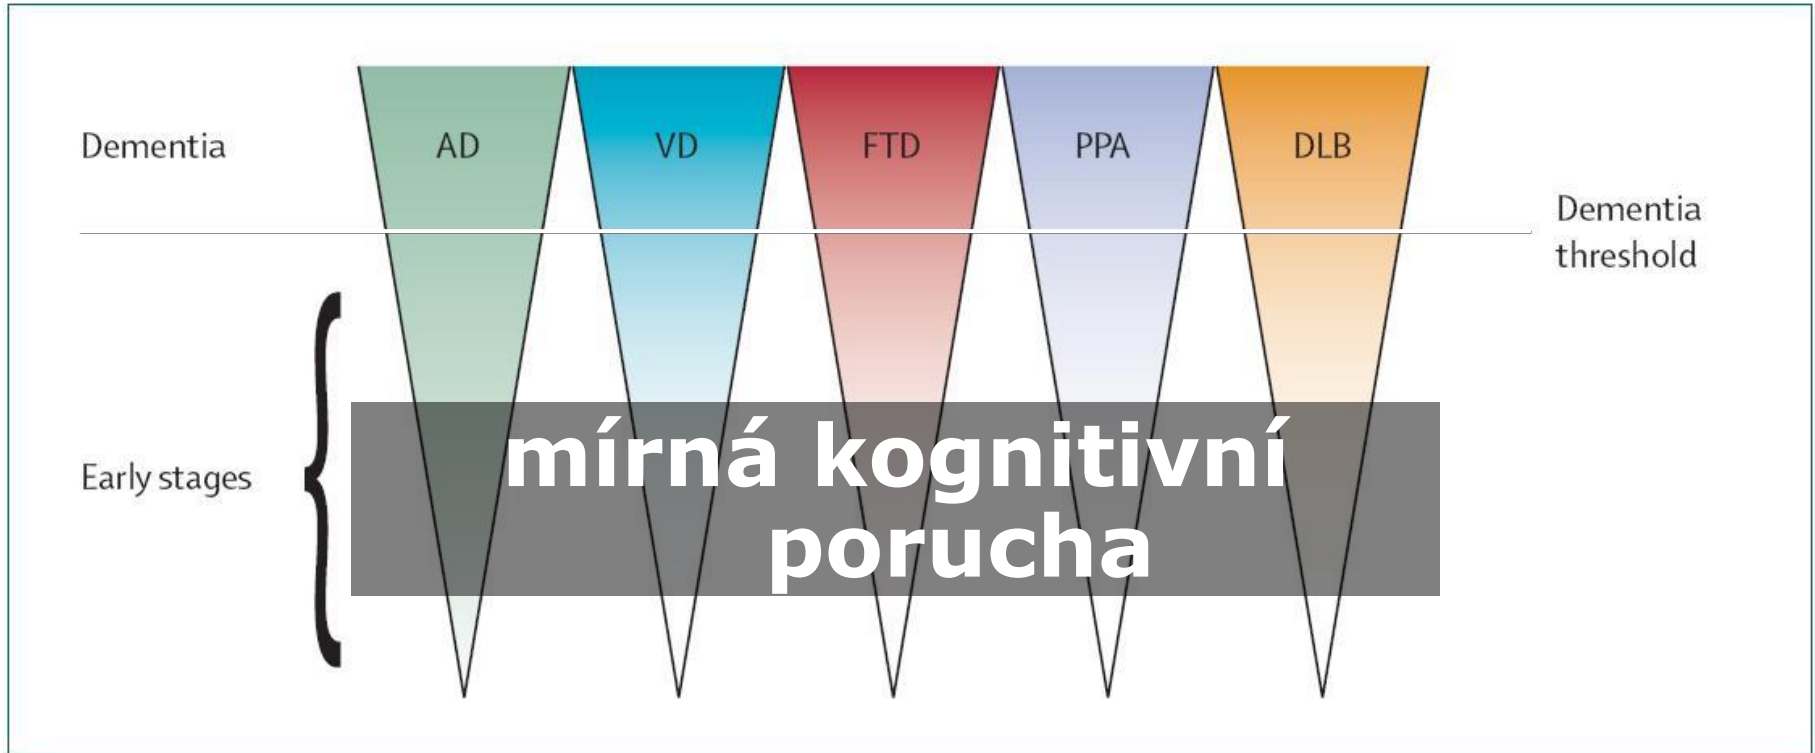 Dementia
AD
VD
FTD
PPA
DLB
Dementia
threshold
Early stages
mírná kognitivní
porucha